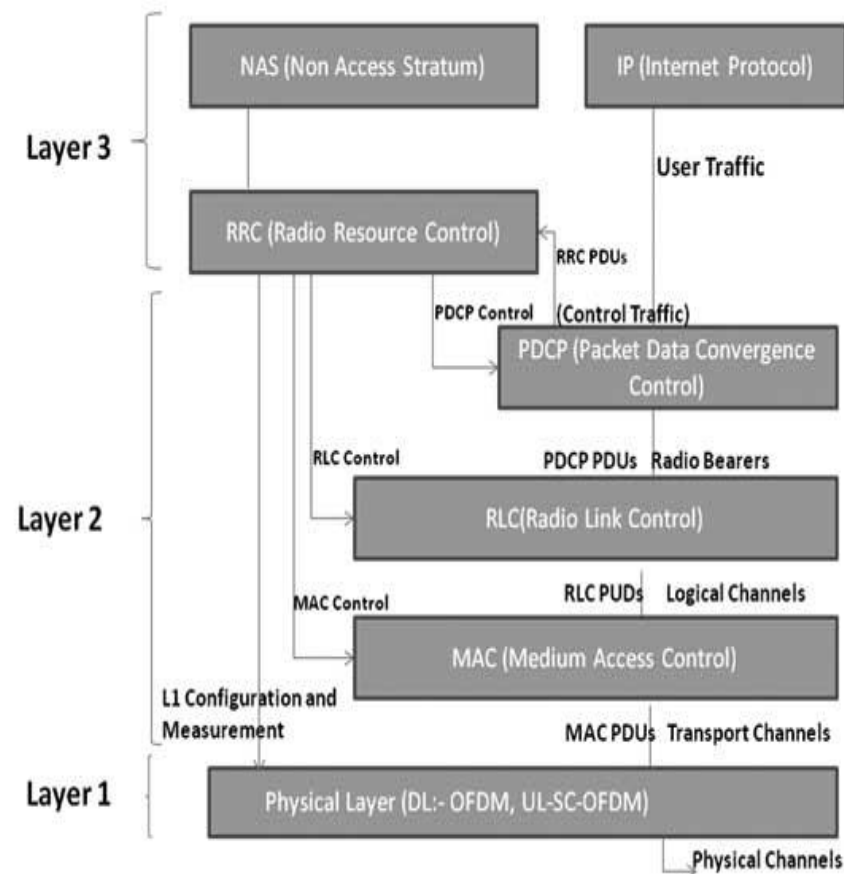 NAS (Non Access Stratum)
IP (Internet Protocol)
Layer 3
User Traffic
RRC (Radio Resource Control)
RRC PDUs
PDCP Control
(Control Traffic)
PDCP (Packet Data Convergence
Control)
RLC Control
PDCP PDUs Radio Bearers
Layer 2
RLC(Radio Link Control)
RLC PUDs Logical Channels
MAC Control
MAC (Medium Access Control)
L1 Configuration and
Measurement
MAC PDUs Transport Channels
Layer 1
Physical Layer (DL:- OFDM, UL-SC-OFDM)
Physical Channels